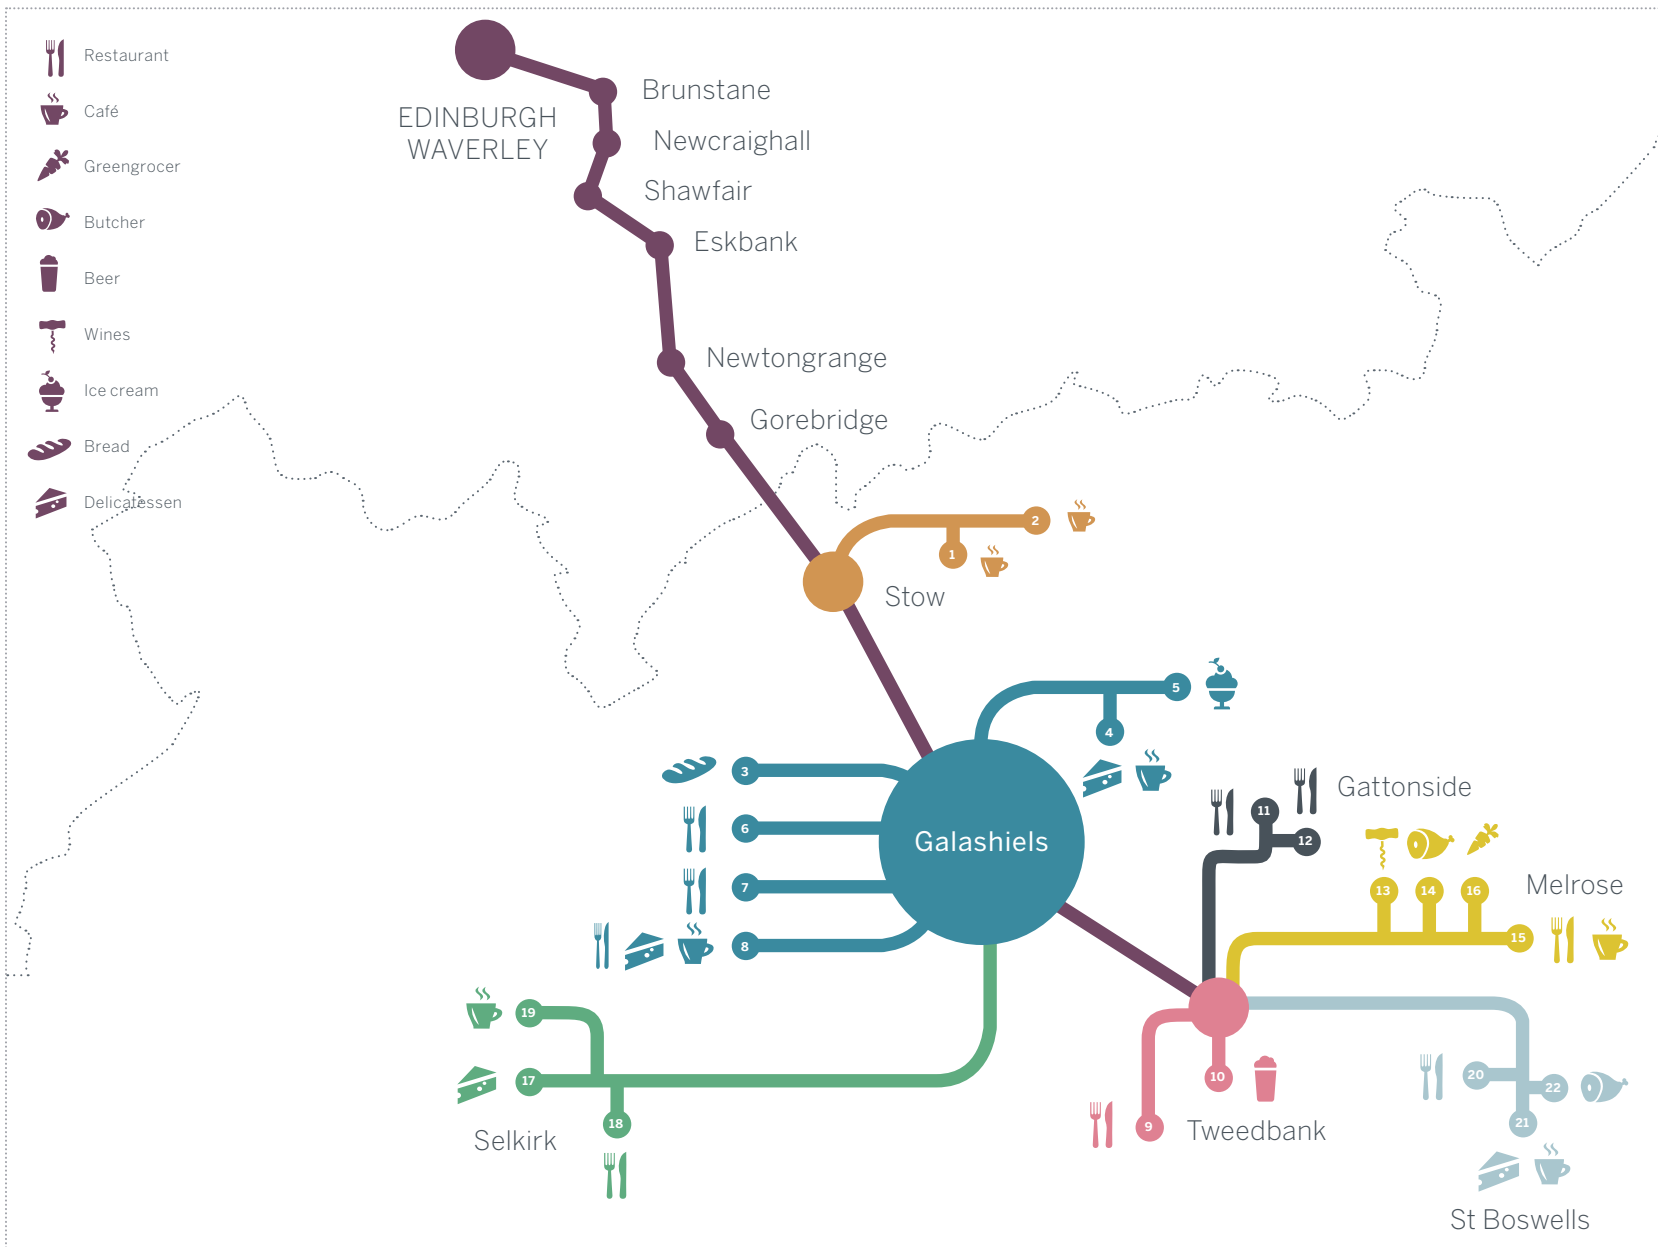 Restaurant
Café
Greengrocer
Butcher
Beer
Wines
Ice cream
Bread
Delicatessen
EDINBURGH
WAVERLEY
Brunstane
Newcraighall
Shawfair
Eskbank
Newtongrange
Gorebridge
2
1
Stow
5
4
3
6
7
8
Galashiels
Gattonside
11
12
13
14
16
Melrose
15
19
17
18
Selkirk
10
9
Tweedbank
20
22
21
St Boswells